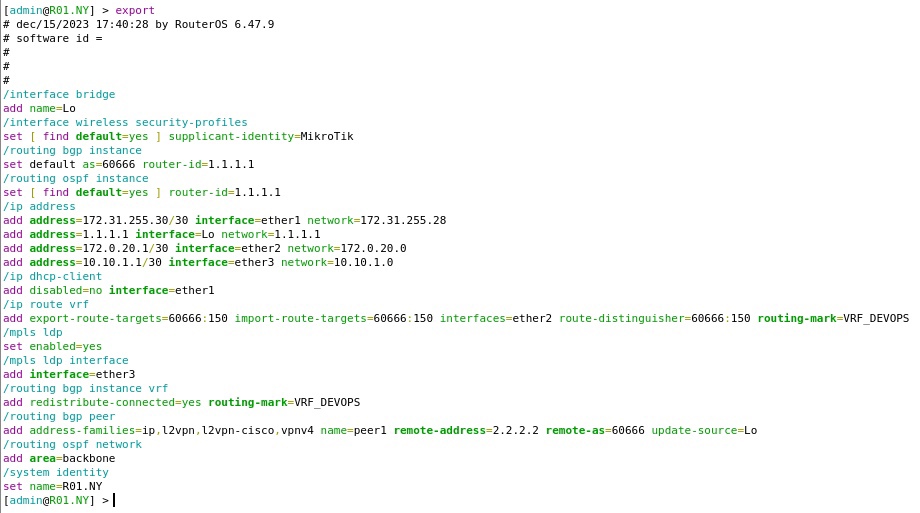 [admin@R01.NY] > export
# dec/15/2023 17:40:28 by RouterOS 6.47.9
# software id =
#
#
#
/interface bridge
add name=Lo
/interface wireless security-profiles
set [ find default=yes ] supplicant-identity=MikroTik
/routing bgp instance
set default as=60666 router-id=1.1.1.1
/routing ospf instance
set [ find default=yes ] router-id=1.1.1.1
/ip address
add address=172.31.255.30/30 interface=ether1 network=172.31.255.28
add address=1.1.1.1 interface=Lo network=1.1.1.1
add address=172.0.20.1/30 interface=ether2 network=172.0.20.0
add address=10.10.1.1/30 interface=ether3 network=10.10.1.0
/ip dhcp-client
add disabled=no interface=ether1
/ip route vrf
add export-route-targets=60666:150 import-route-targets=60666:150 interfaces=ether2 route-distinguisher=60666:150 routing-mark=VRF_DEVOPS
/mpls ldp
set enabled=yes
/mpls ldp interface
add interface=ether3
/routing bgp instance vrf
add redistribute-connected=yes routing-mark=VRF_DEVOPS
/routing bgp peer
add address-families=ip,l2vpn,l2vpn-cisco,vpnv4 name=peer1 remote-address=2.2.2.2 remote-as=60666 update-source=Lo
/routing ospf network
add area=backbone
/system identity
set name=R01.NY
[admin@R01.NY] >